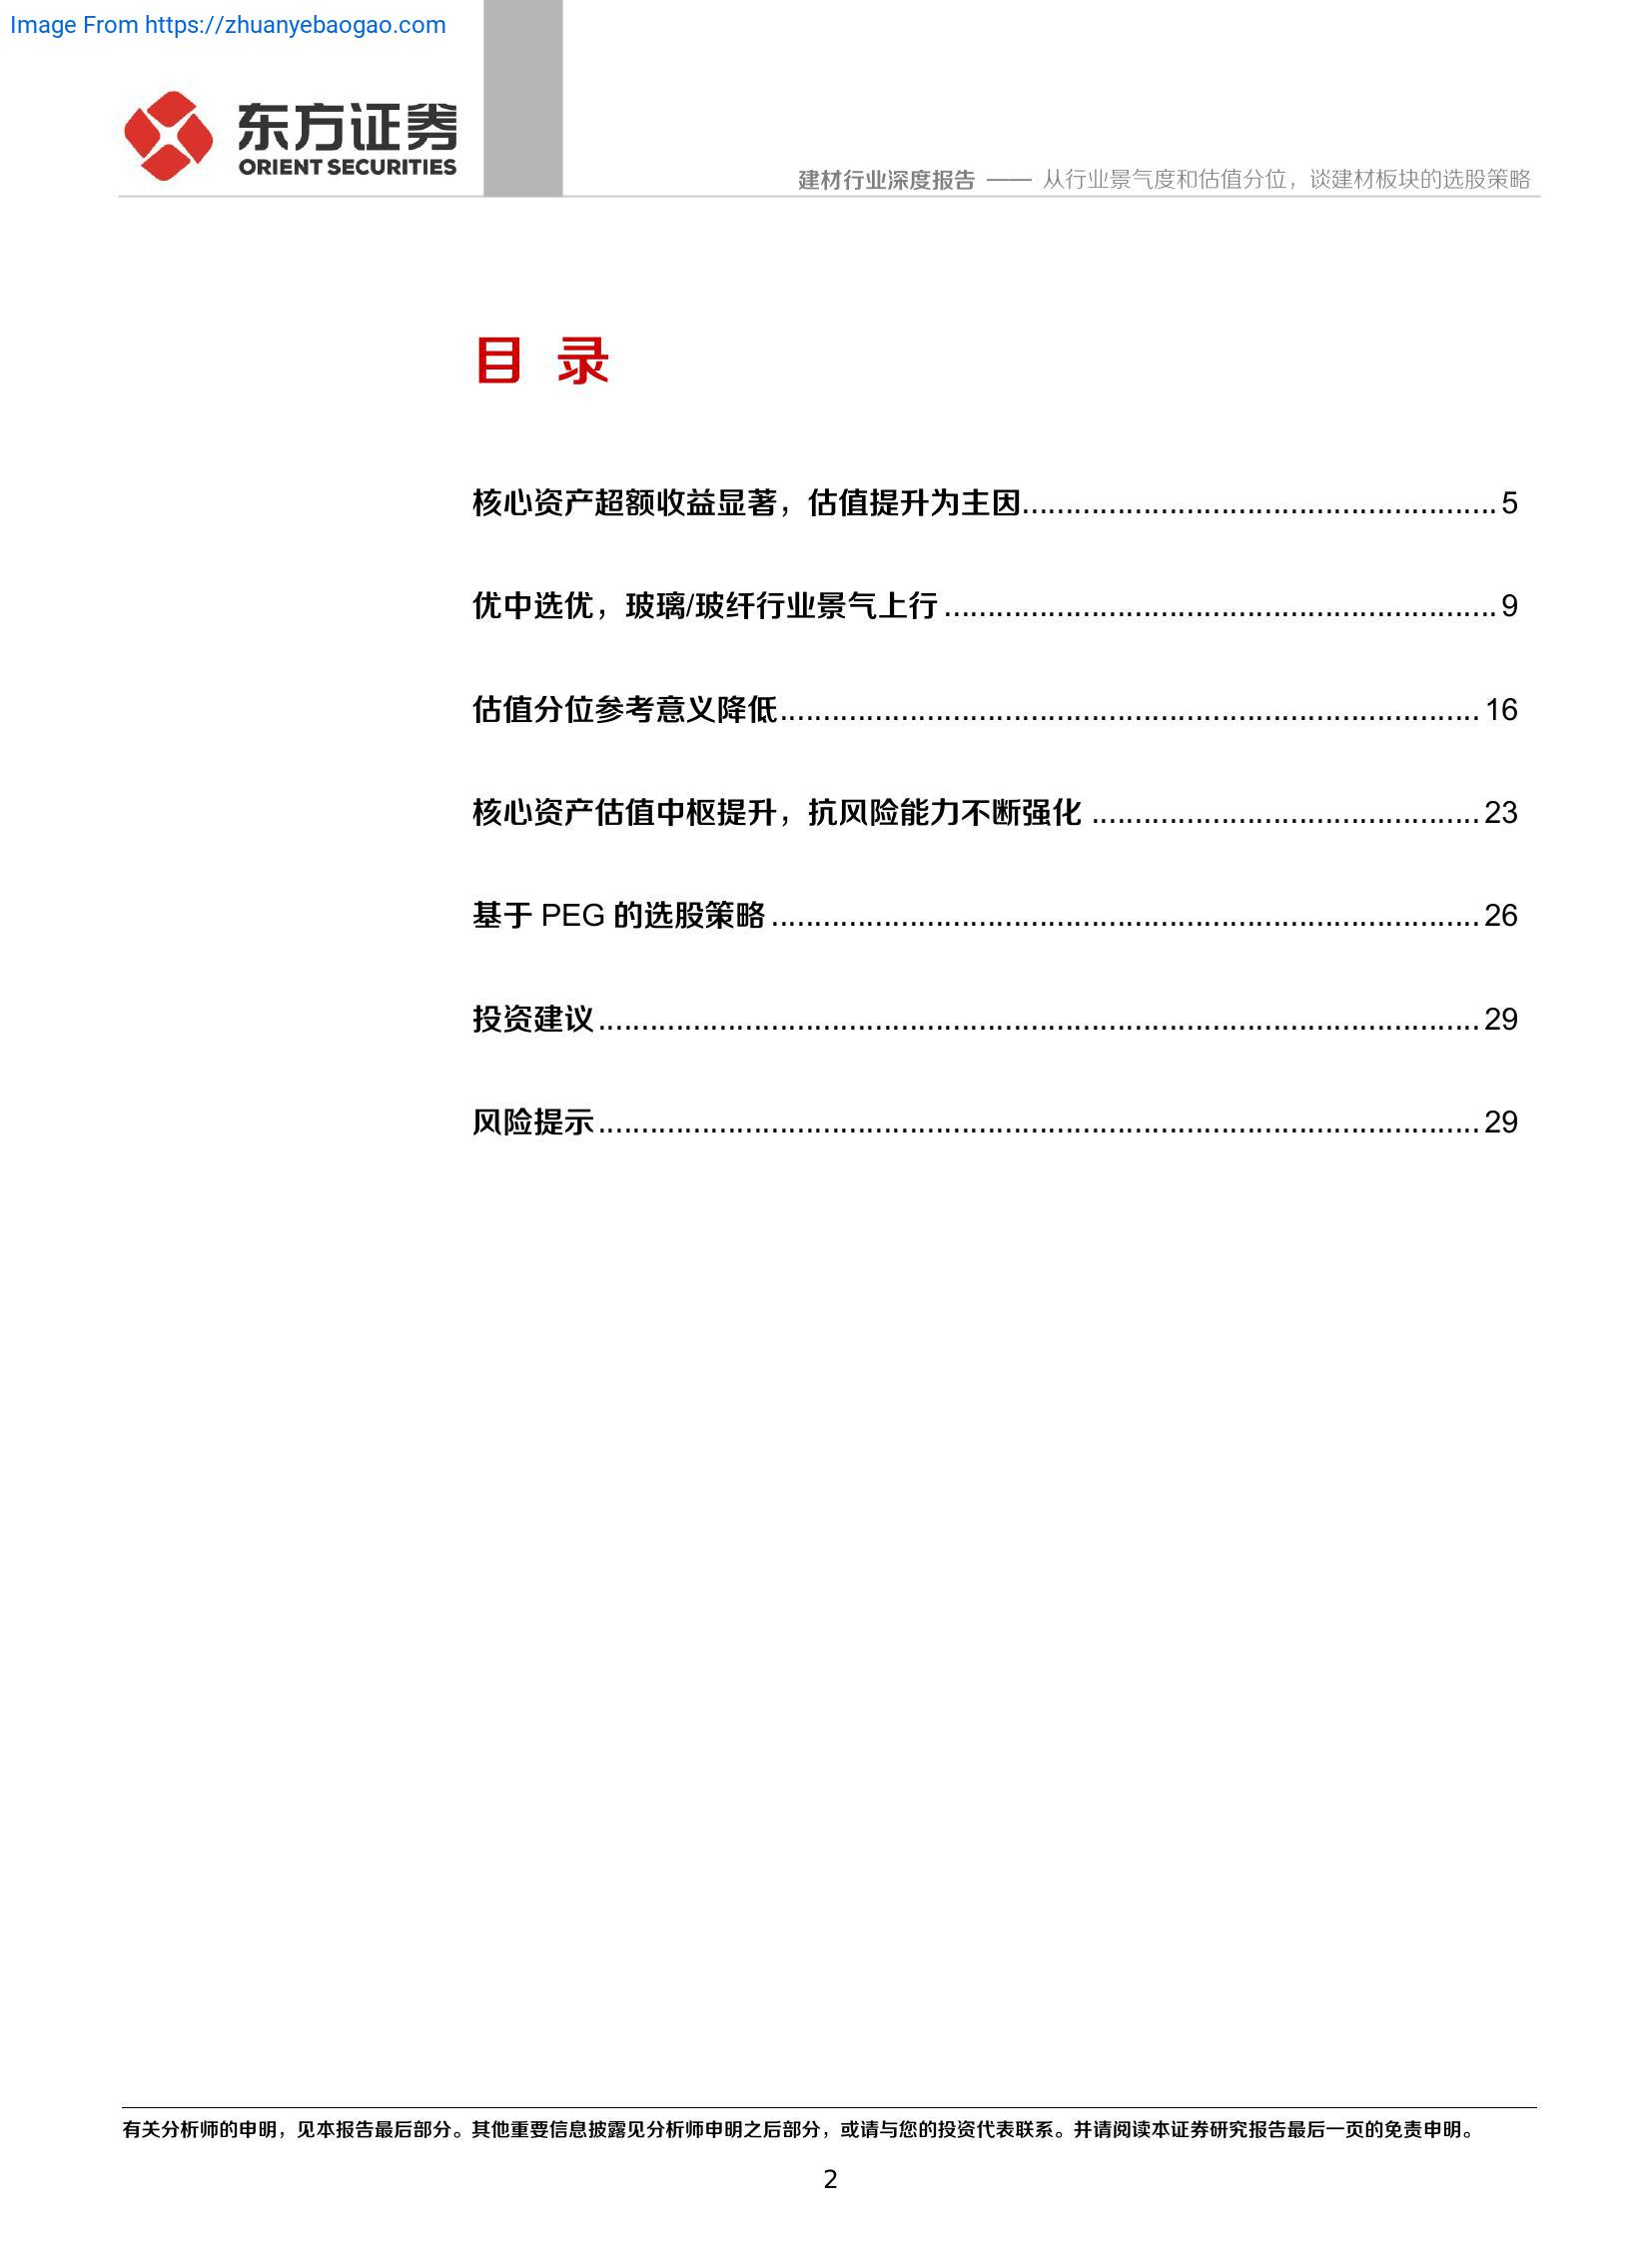 Image From https://zhuanyebaogao.com
东方证券
ORIENT SECURITIES
建材行业深度报告 —— 从行业景气度和估值分位，谈建材板块的选股策略
目 录
核心资产超额收益显著，估值提升为主因......................................................5
优中选优，玻璃/玻纤行业景气上行................................................................9
估值分位参考意义降低.................................................................................16
核心资产估值中枢提升，抗风险能力不断强化.............................................23
基于 PEG 的选股策略..................................................................................26
投资建议......................................................................................................29
风险提示......................................................................................................29
有关分析师的申明，见本报告最后部分。其他重要信息披露见分析师申明之后部分，或请与您的投资代表联系。并请阅读本证券研究报告最后一页的免责申明。
2